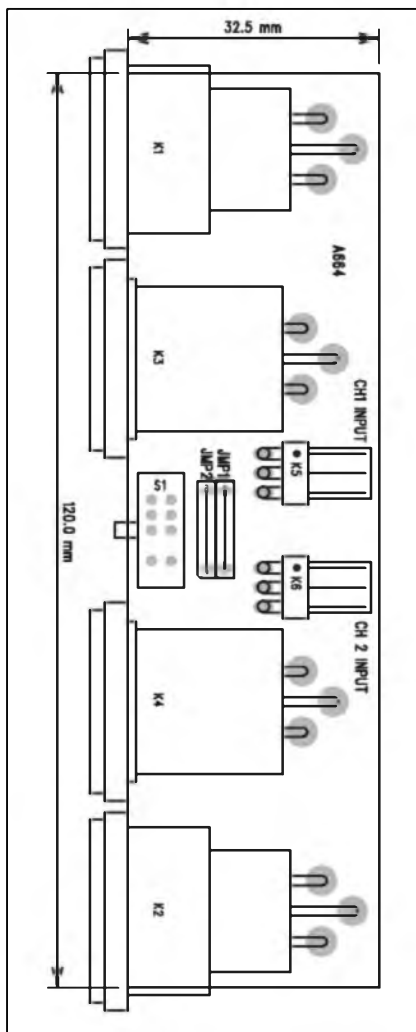 32.5 mm
K1
A664
K3
CH1 INPUT
JMP1
JMP2
K5
S1
120.0 mm
K6
CH 2 INPUT
K4
K2